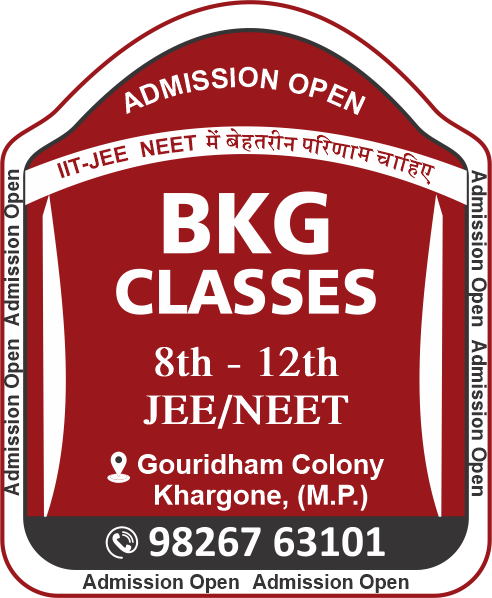 ADMISSION OPEN
IIT-JEE NEET में बेहतरीन परिणाम चाहिए
BKG
CLASSES
8th - 12th
JEE/NEET
Gouridham Colony
Khargone, (M.P.)
98267 63101
Admission Open Admission Open
Admission Open Admission Open
Admission Open Admission Open